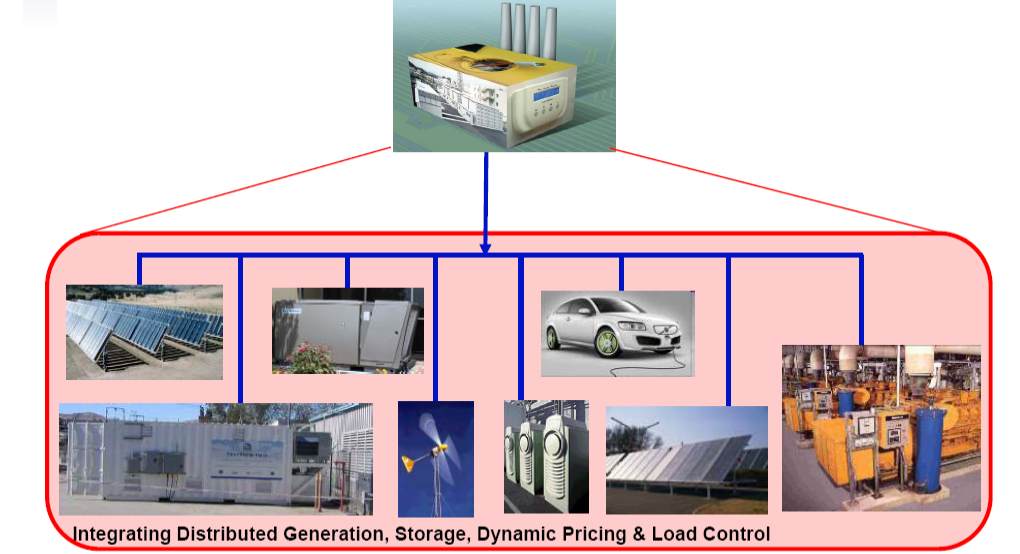 Integrating Distributed Generation, Storage, Dynamic Pricing & Load Control